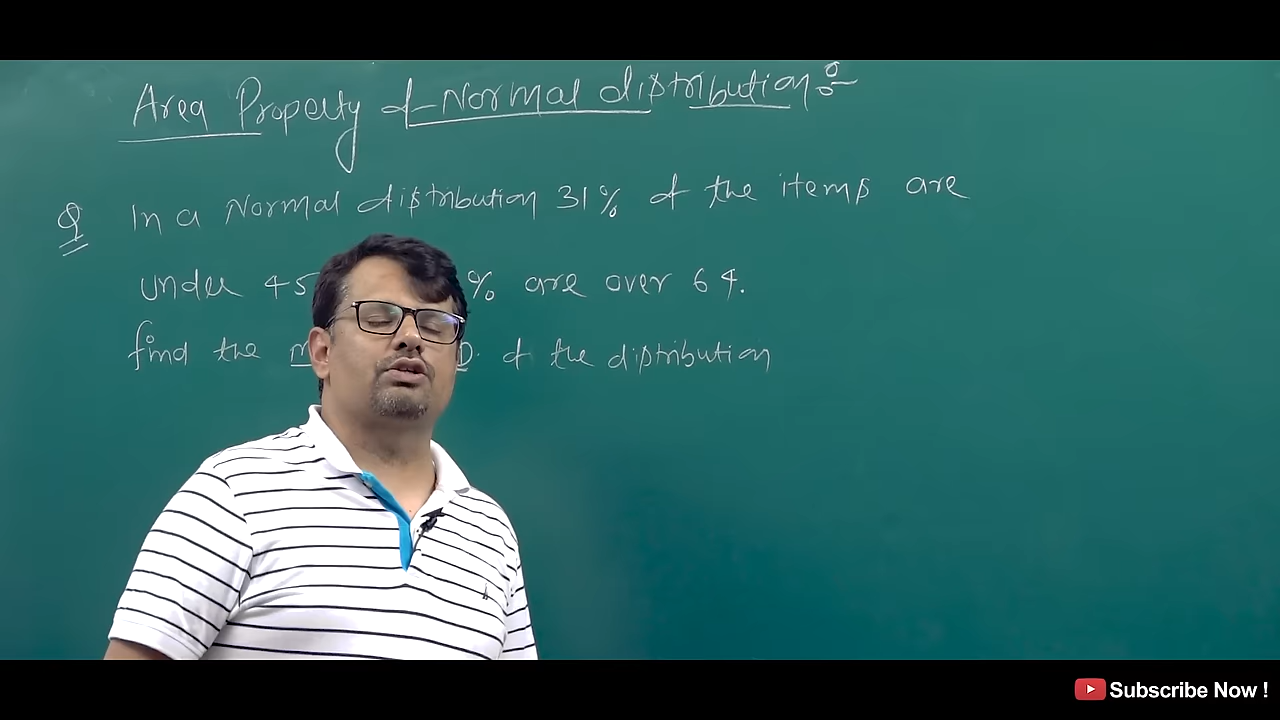 Area Property of Normal distribution :-
Q In a Normal distribution 31% of the items are
under 45 % are over 64.
find the D. of the distribution
Subscribe Now !